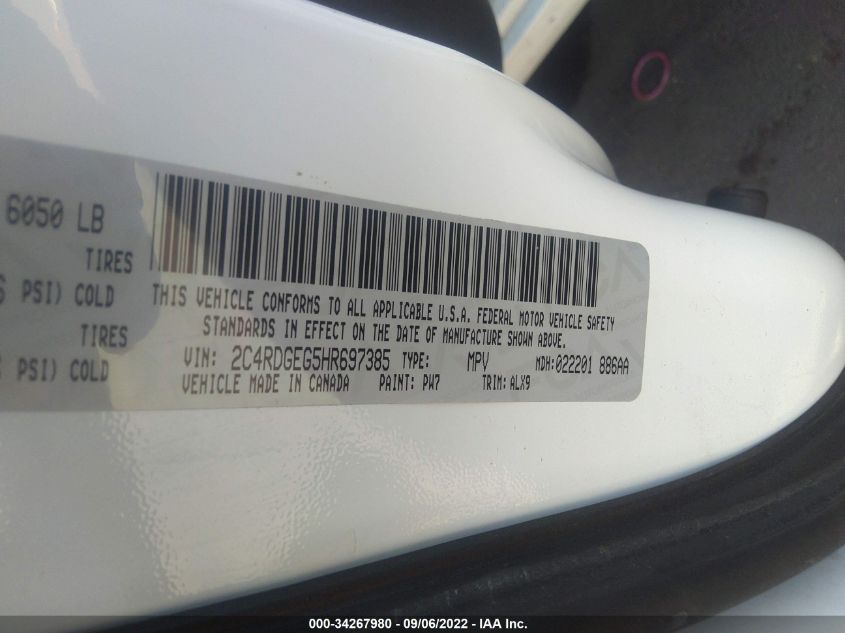 6050 LB
TIRES
PSI) COLD
TIRES
PSI) COLD
THIS VEHICLE CONFORMS TO ALL APPLICABLE U.S.A. FEDERAL MOTOR VEHICLE SAFETY
STANDARDS IN EFFECT ON THE DATE OF MANUFACTURE SHOWN ABOVE.
VIN: 2C4RDGEG5HR697385 TYPE: MPV MDH:022201 886AA
VEHICLE MADE IN CANADA PAINT: PW7 TRIM: ALX9
000-34267980 - 09/06/2022 - IAA Inc.